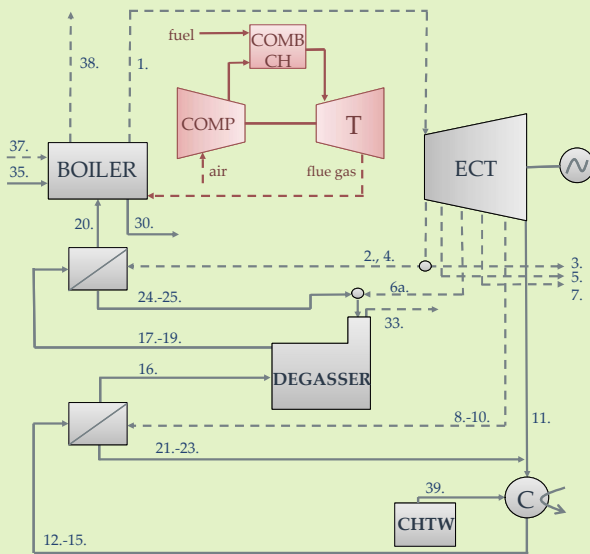 fuel
COMB
CH
38.
1.
COMP
T
37.
BOILER
ECT
35.
air
flue gas
20.
30.
2., 4.
3.
5.
24.-25.
6a.
7.
33.
17.-19.
16.
DEGASSER
8.-10.
11.
21.-23.
39.
C
CHTW
12.-15.